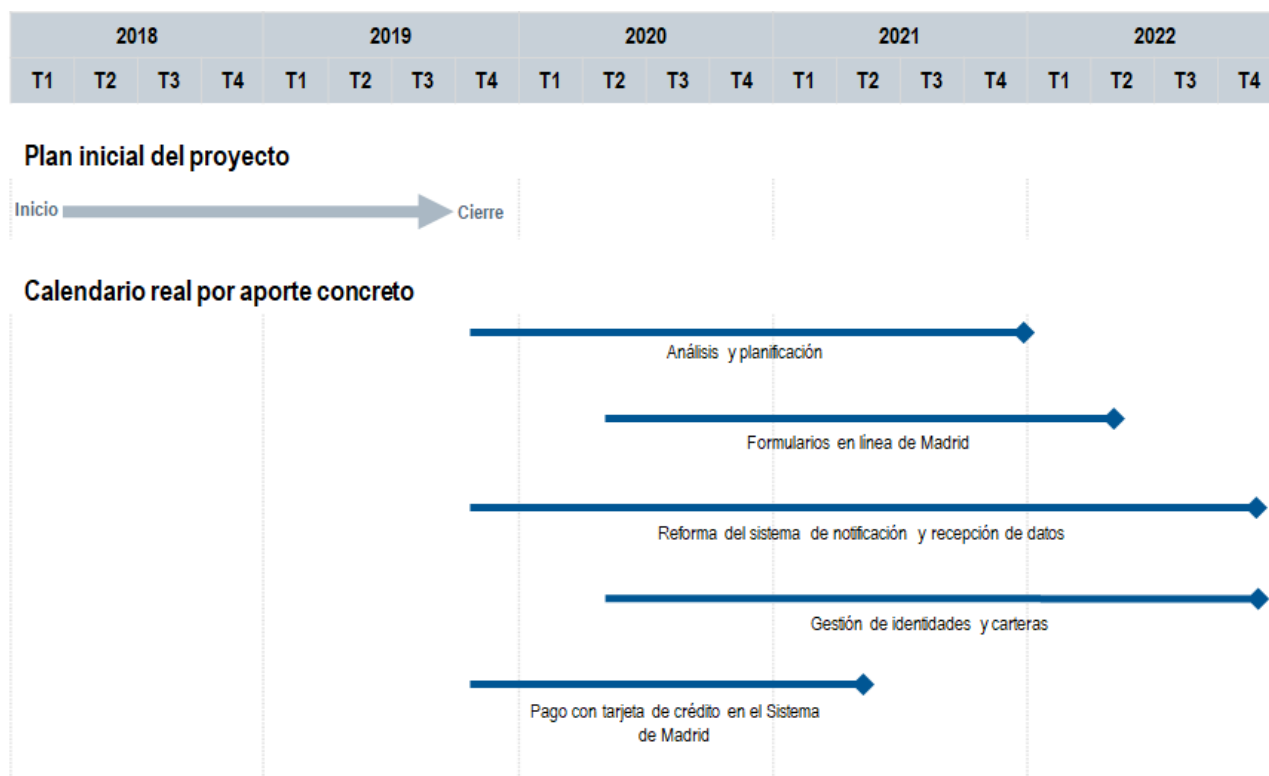 2018 2019 2020 2021 2022
T1 T2 T3 T4 T1 T2 T3 T4 T1 T2 T3 T4 T1 T2 T3 T4 T1 T2 T3 T4
Plan inicial del proyecto
Inicio Cierre
Calendario real por aporte concreto
Análisis y planificación
Formularios en línea de Madrid
Reforma del sistema de notificación y recepción de datos
Gestión de identidades y carteras
Pago con tarjeta de crédito en el Sistema
de Madrid